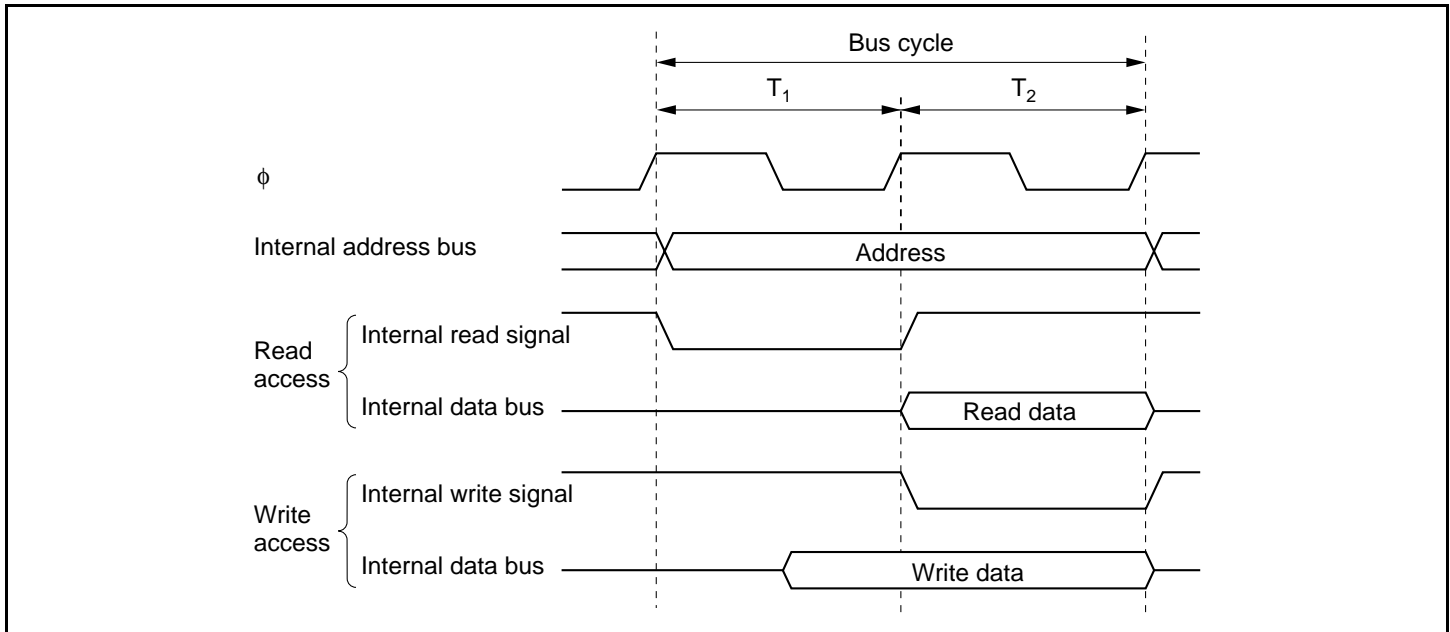 Bus cycle
T1 T2
ϕ
Internal address bus Address
Read access
Internal read signal
Internal data bus Read data
Write access
Internal write signal
Internal data bus Write data